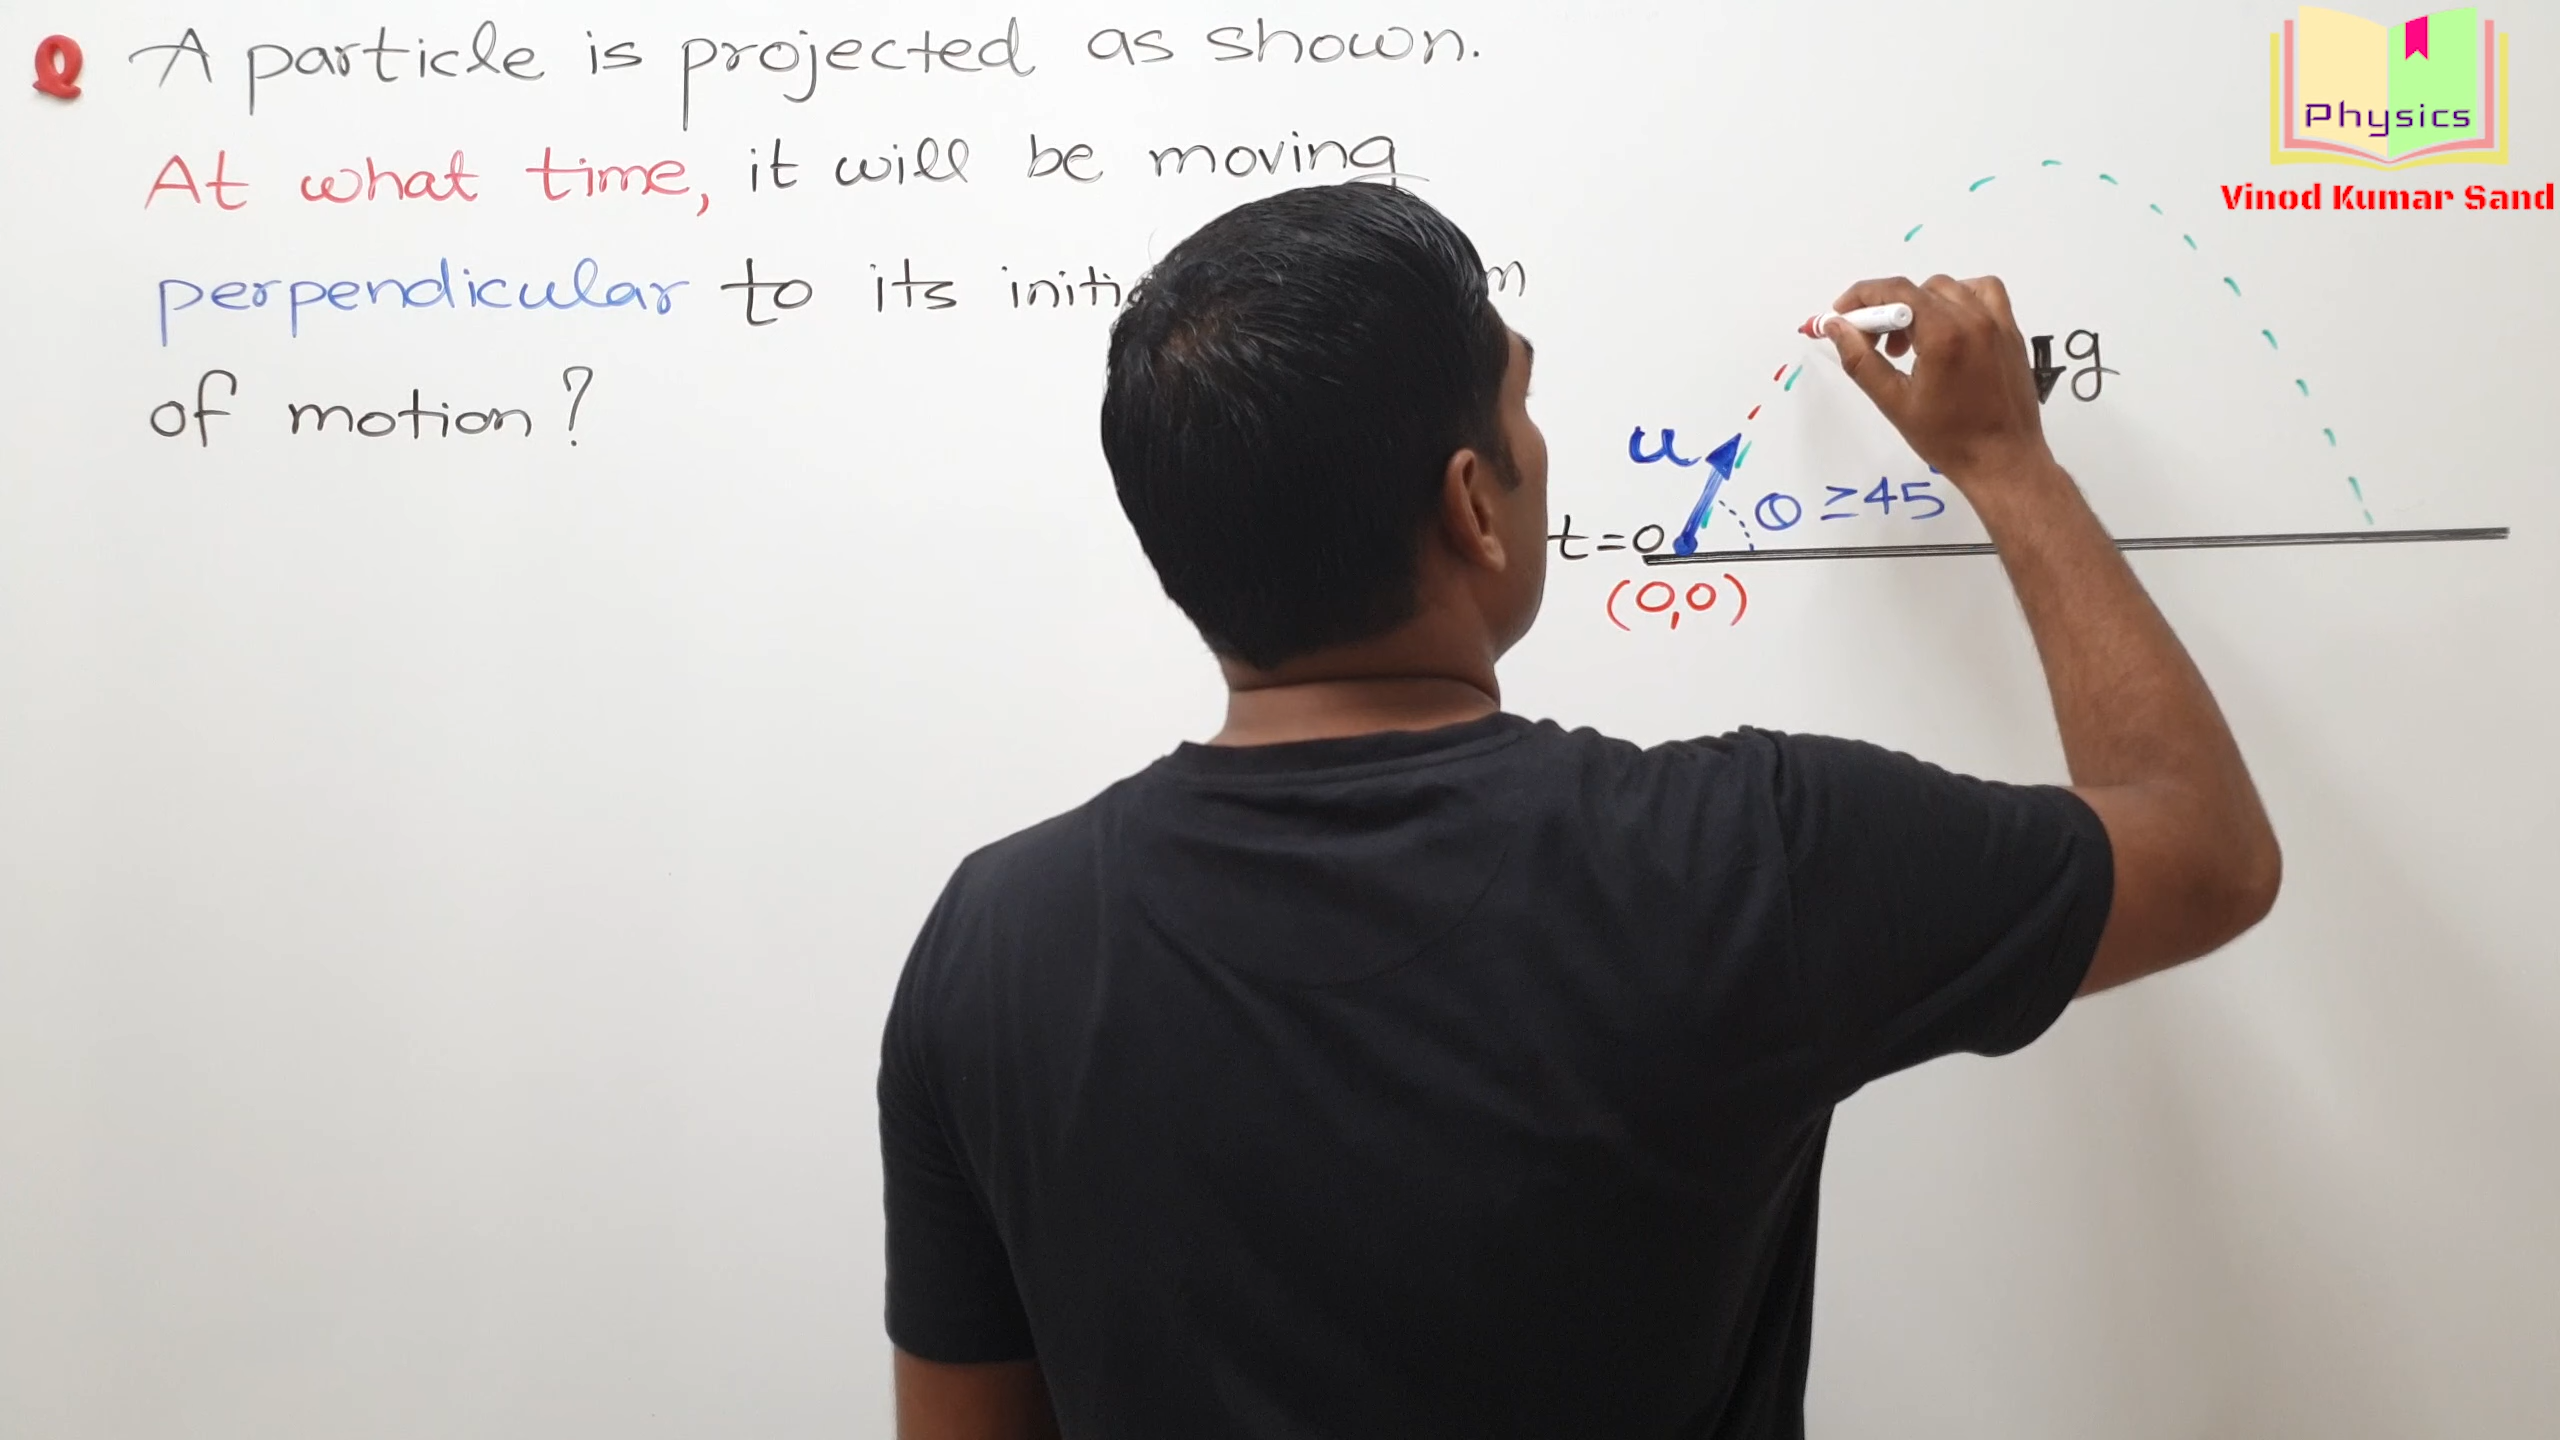 Q A particle is projected as shown.
At what time, it will be moving
perpendicular to its
of motion?
Physics
Vinod Kumar Sand
g
u
θ ≥45°
t=0
(0,0)